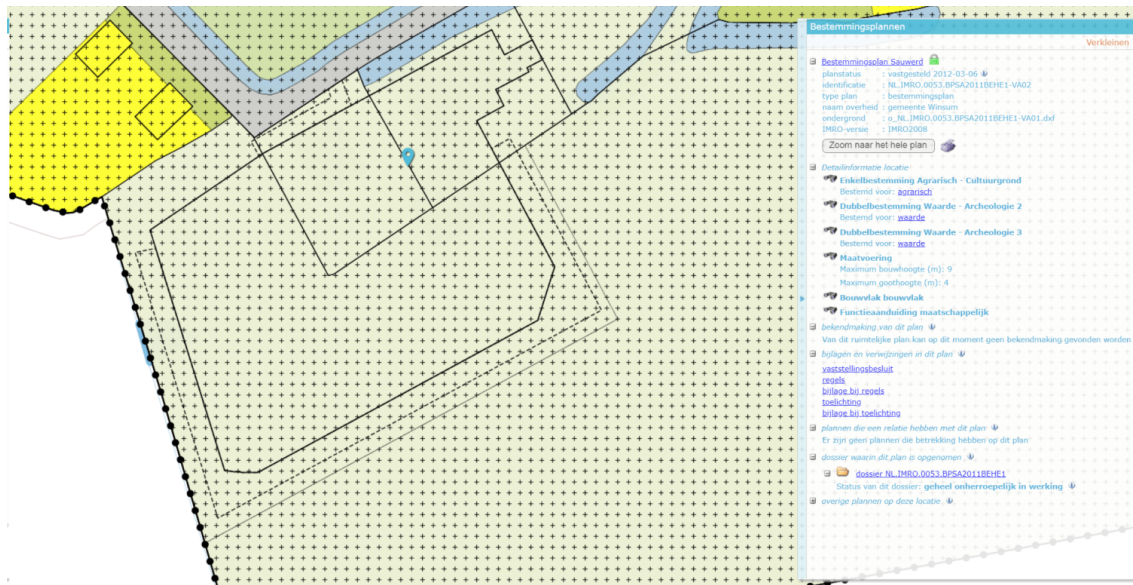 Bestemmingsplannen
Verkleinen
Bestemmingsplan Sauwerd
planstatus : vastgesteld 2012-03-06
identificatie : NL.IMRO.0053.BPSA2011BEHE1-VA02
type plan : bestemmingsplan
naam overheid : gemeente Winsum
ondergrond : o_NL.IMRO.0053.BPSA2011BEHE1-VA01.dxf
IMRO-versie : IMRO2008
Zoom naar het hele plan
Detailinformatie locatie
Enkelbestemming Agrarisch - Cultuurgrond
Bestemd voor: agrarisch
Dubbelbestemming Waarde - Archeologie 2
Bestemd voor: waarde
Dubbelbestemming Waarde - Archeologie 3
Bestemd voor: waarde
Maatvoering
Maximum bouwhoogte (m): 9
Maximum goothoogte (m): 4
Bouwvlak bouwvlak
Functieaanduiding maatschappelijk
bekendmaking van dit plan
Van dit ruimtelijke plan kan op dit moment geen bekendmaking gevonden worden
bijlagen en verwijzingen in dit plan
vaststellingsbesluit
regels
bijlage bij regels
toelichting
bijlage bij toelichting
plannen die een relatie hebben met dit plan
Er zijn geen plannen die betrekking hebben op dit plan
dossier waarin dit plan is opgenomen
dossier NL.IMRO.0053.BPSA2011BEHE1
Status van dit dossier: geheel onherroepelijk in werking
overige plannen op deze locatie